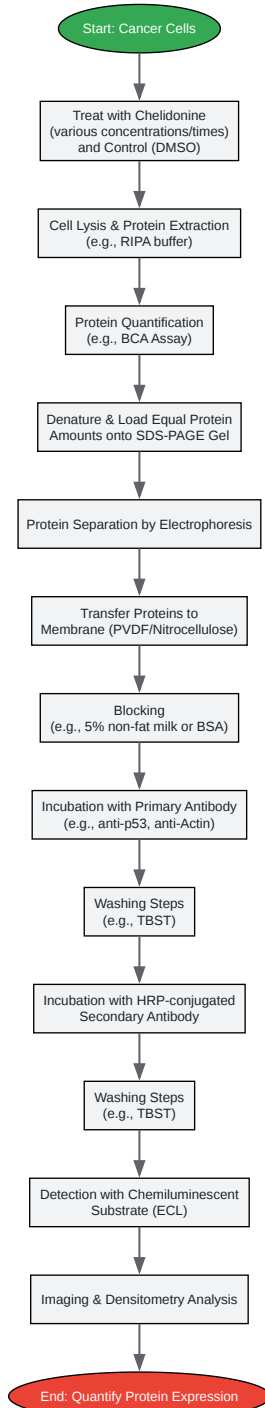 Start: Cancer Cells
Treat with Chelidonine
(various concentrations/times)
and Control (DMSO)
Cell Lysis & Protein Extraction
(e.g., RIPA buffer)
Protein Quantification
(e.g., BCA Assay)
Denature & Load Equal Protein
Amounts onto SDS-PAGE Gel
Protein Separation by Electrophoresis
Transfer Proteins to
Membrane (PVDF/Nitrocellulose)
Blocking
(e.g., 5% non-fat milk or BSA)
Incubation with Primary Antibody
(e.g., anti-p53, anti-Actin)
Washing Steps
(e.g., TBST)
Incubation with HRP-conjugated
Secondary Antibody
Washing Steps
(e.g., TBST)
Detection with Chemiluminescent
Substrate (ECL)
Imaging & Densitometry Analysis
End: Quantify Protein Expression